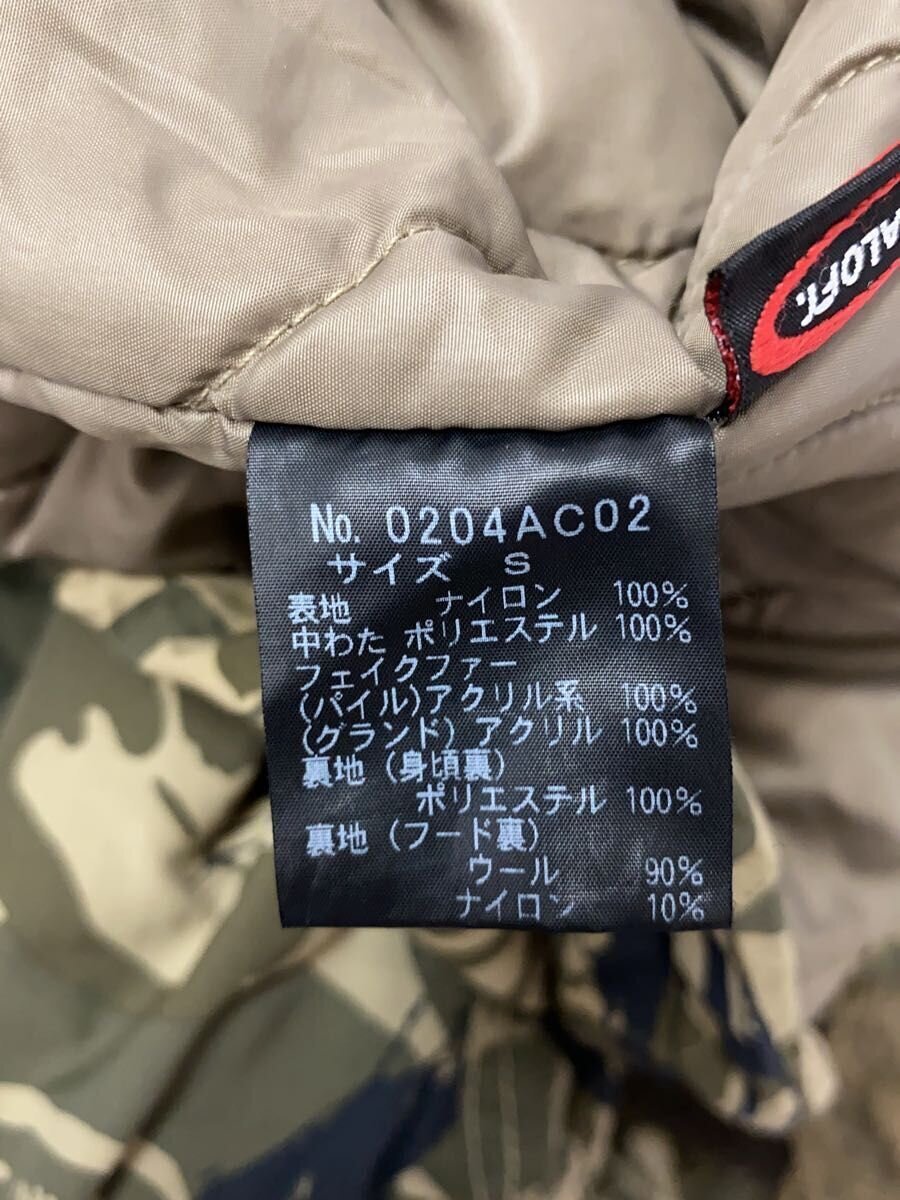 No. 0204AC02
サイズ S
表地 ナイロン 100%
中わた ポリエステル 100%
フェイクファー
(パイル)アクリル系 100%
(グランド)アクリル 100%
裏地(身頃裏)
ポリエステル 100%
裏地(フード裏)
ウール 90%
ナイロン 10%
ALOFT.